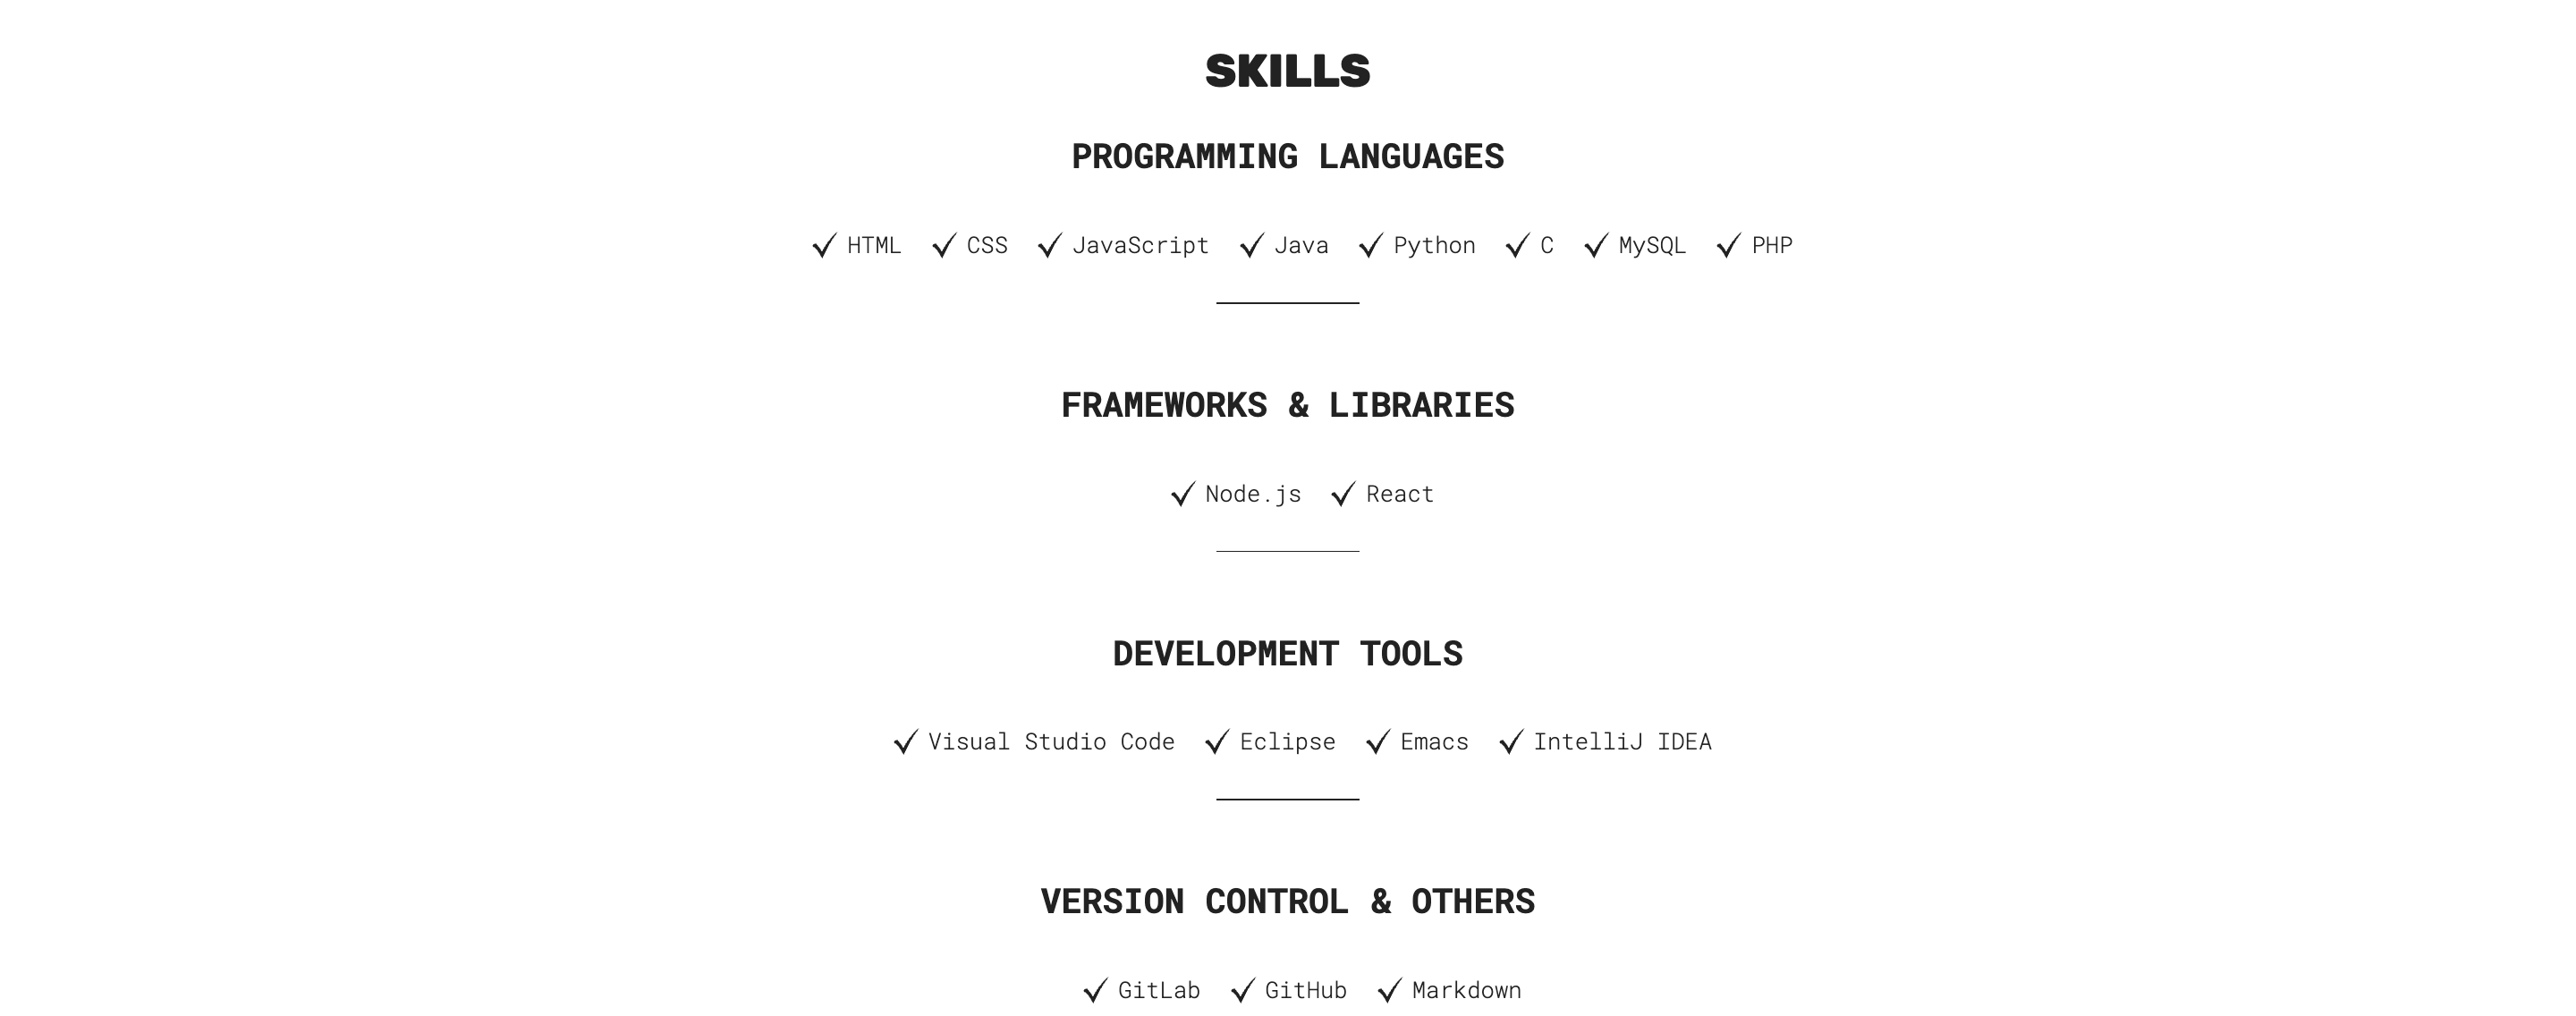 SKILLS
PROGRAMMING LANGUAGES
✓ HTML ✓ CSS ✓ JavaScript ✓ Java ✓ Python ✓ C ✓ MySQL ✓ PHP
FRAMEWORKS & LIBRARIES
✓ Node.js ✓ React
DEVELOPMENT TOOLS
✓ Visual Studio Code ✓ Eclipse ✓ Emacs ✓ IntelliJ IDEA
VERSION CONTROL & OTHERS
✓ GitLab ✓ GitHub ✓ Markdown